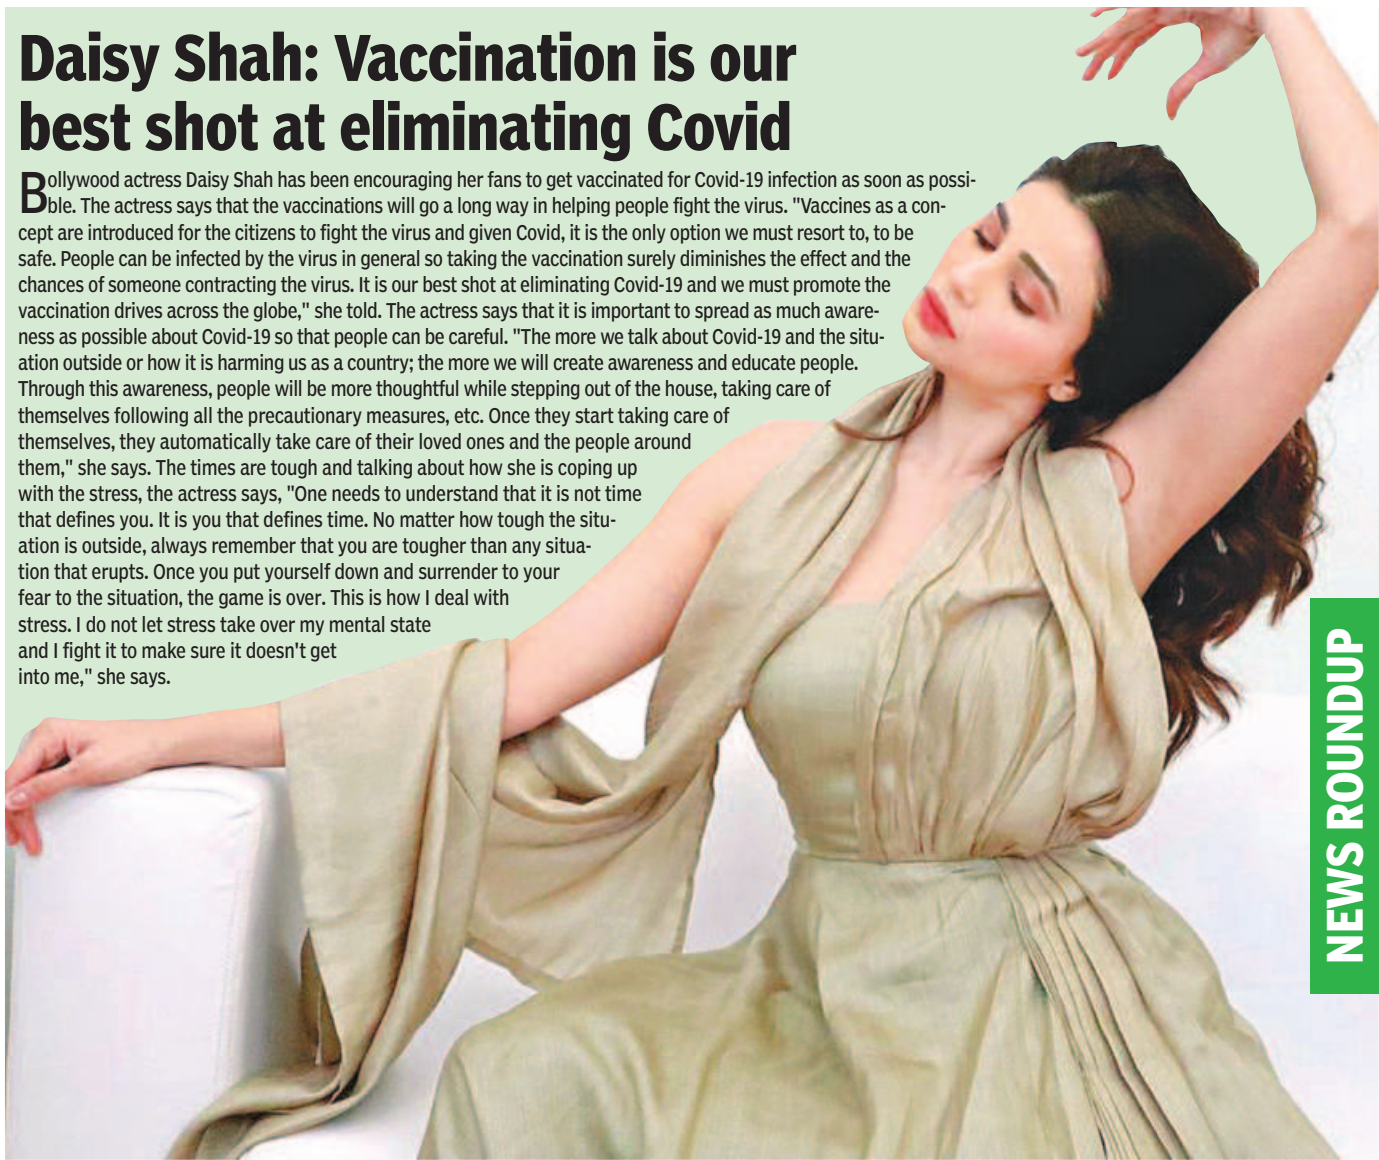 Daisy Shah: Vaccination is our
best shot at eliminating Covid
Bollywood actress Daisy Shah has been encouraging her fans to get vaccinated for Covid-19 infection as soon as possi-
ble. The actress says that the vaccinations will go a long way in helping people fight the virus. "Vaccines as a con-
cept are introduced for the citizens to fight the virus and given Covid, it is the only option we must resort to, to be
safe. People can be infected by the virus in general so taking the vaccination surely diminishes the effect and the
chances of someone contracting the virus. It is our best shot at eliminating Covid-19 and we must promote the
vaccination drives across the globe," she told. The actress says that it is important to spread as much aware-
ness as possible about Covid-19 so that people can be careful. "The more we talk about Covid-19 and the situ-
ation outside or how it is harming us as a country; the more we will create awareness and educate people.
Through this awareness, people will be more thoughtful while stepping out of the house, taking care of
themselves following all the precautionary measures, etc. Once they start taking care of
themselves, they automatically take care of their loved ones and the people around
them," she says. The times are tough and talking about how she is coping up
with the stress, the actress says, "One needs to understand that it is not time
that defines you. It is you that defines time. No matter how tough the situ-
ation is outside, always remember that you are tougher than any situa-
tion that erupts. Once you put yourself down and surrender to your
fear to the situation, the game is over. This is how I deal with
stress. I do not let stress take over my mental state
and I fight it to make sure it doesn't get
into me," she says.
NEWS ROUNDUP